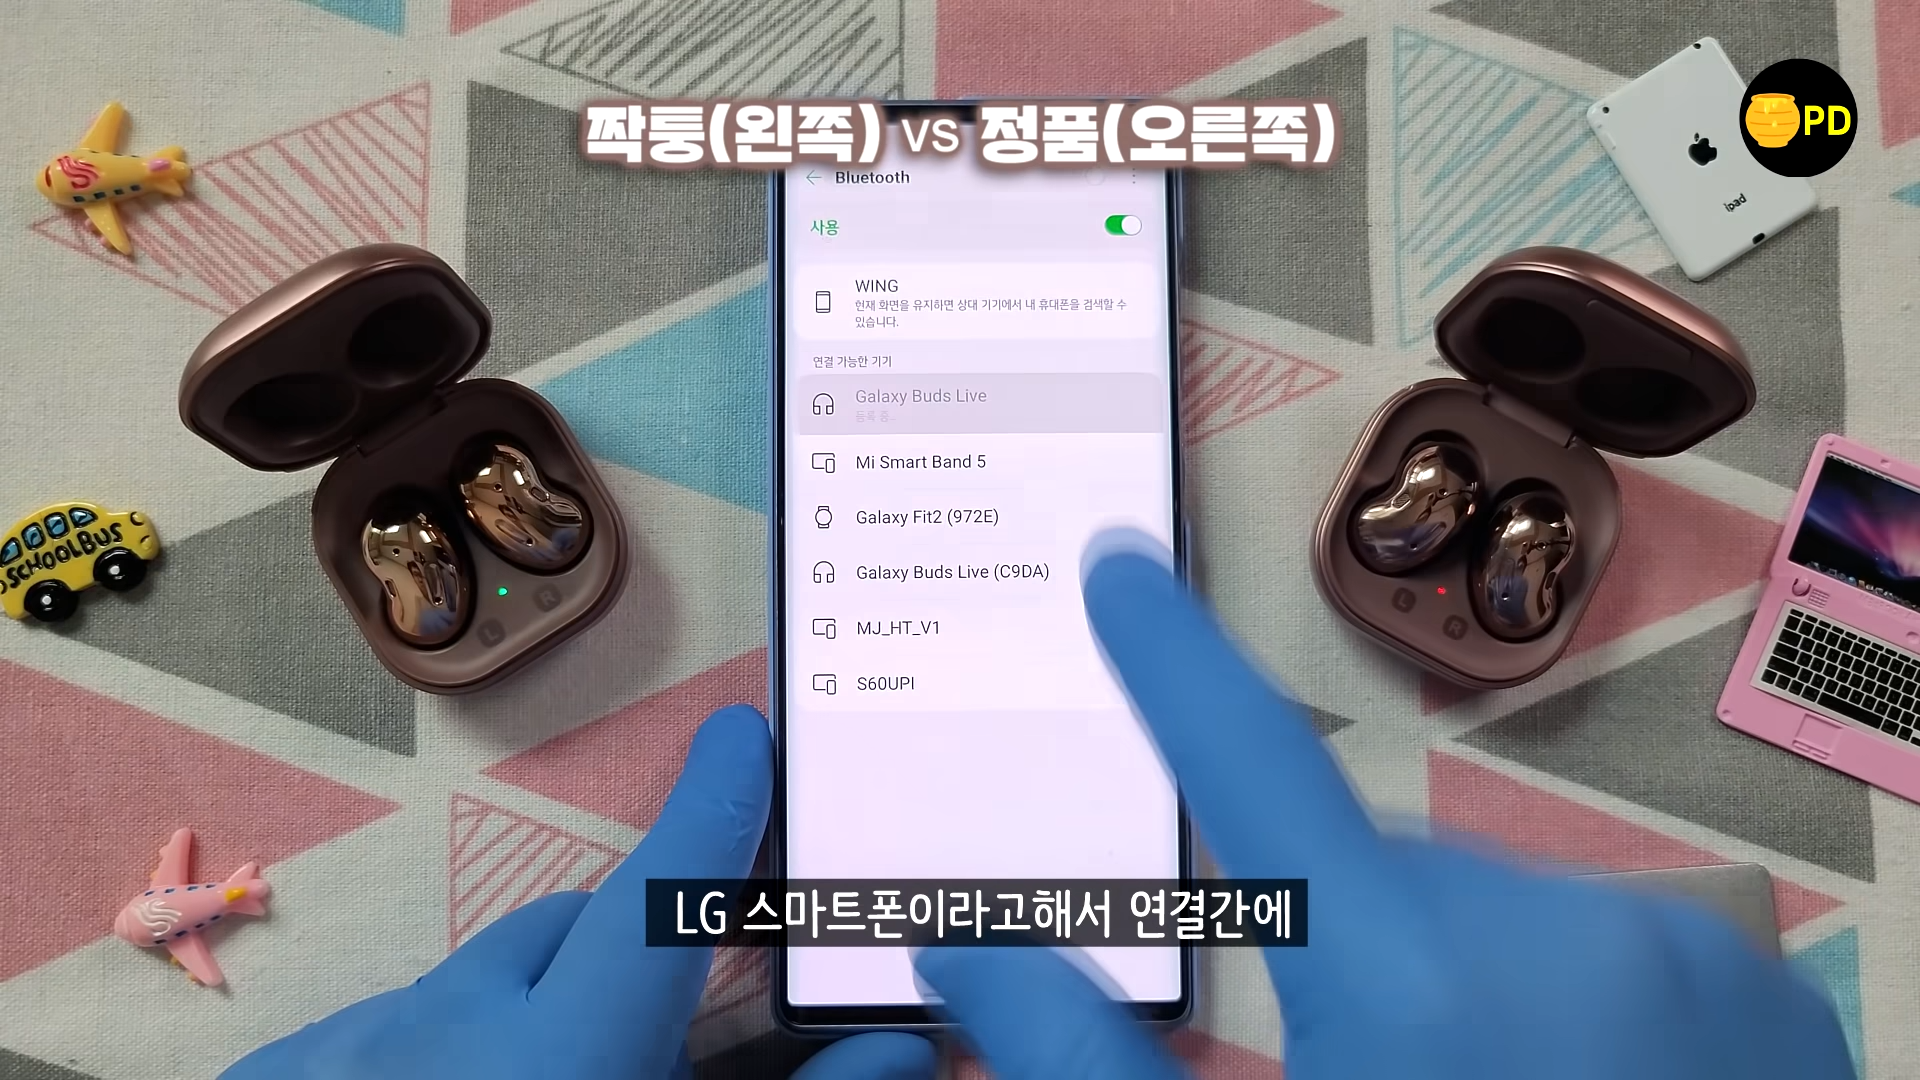 짝퉁(왼쪽) vs 정품(오른쪽)
PD
ipad
Bluetooth
사용
WING
현재 화면을 유지하면 상대 기기에서 내 휴대폰을 검색할 수
있습니다.
연결 가능한 기기
Galaxy Buds Live
등록 중...
Mi Smart Band 5
Galaxy Fit2 (972E)
Galaxy Buds Live (C9DA)
MJ_HT_V1
S60UPI
SCHOOLBUS
L
R
L
R
LG 스마트폰이라고해서 연결간에